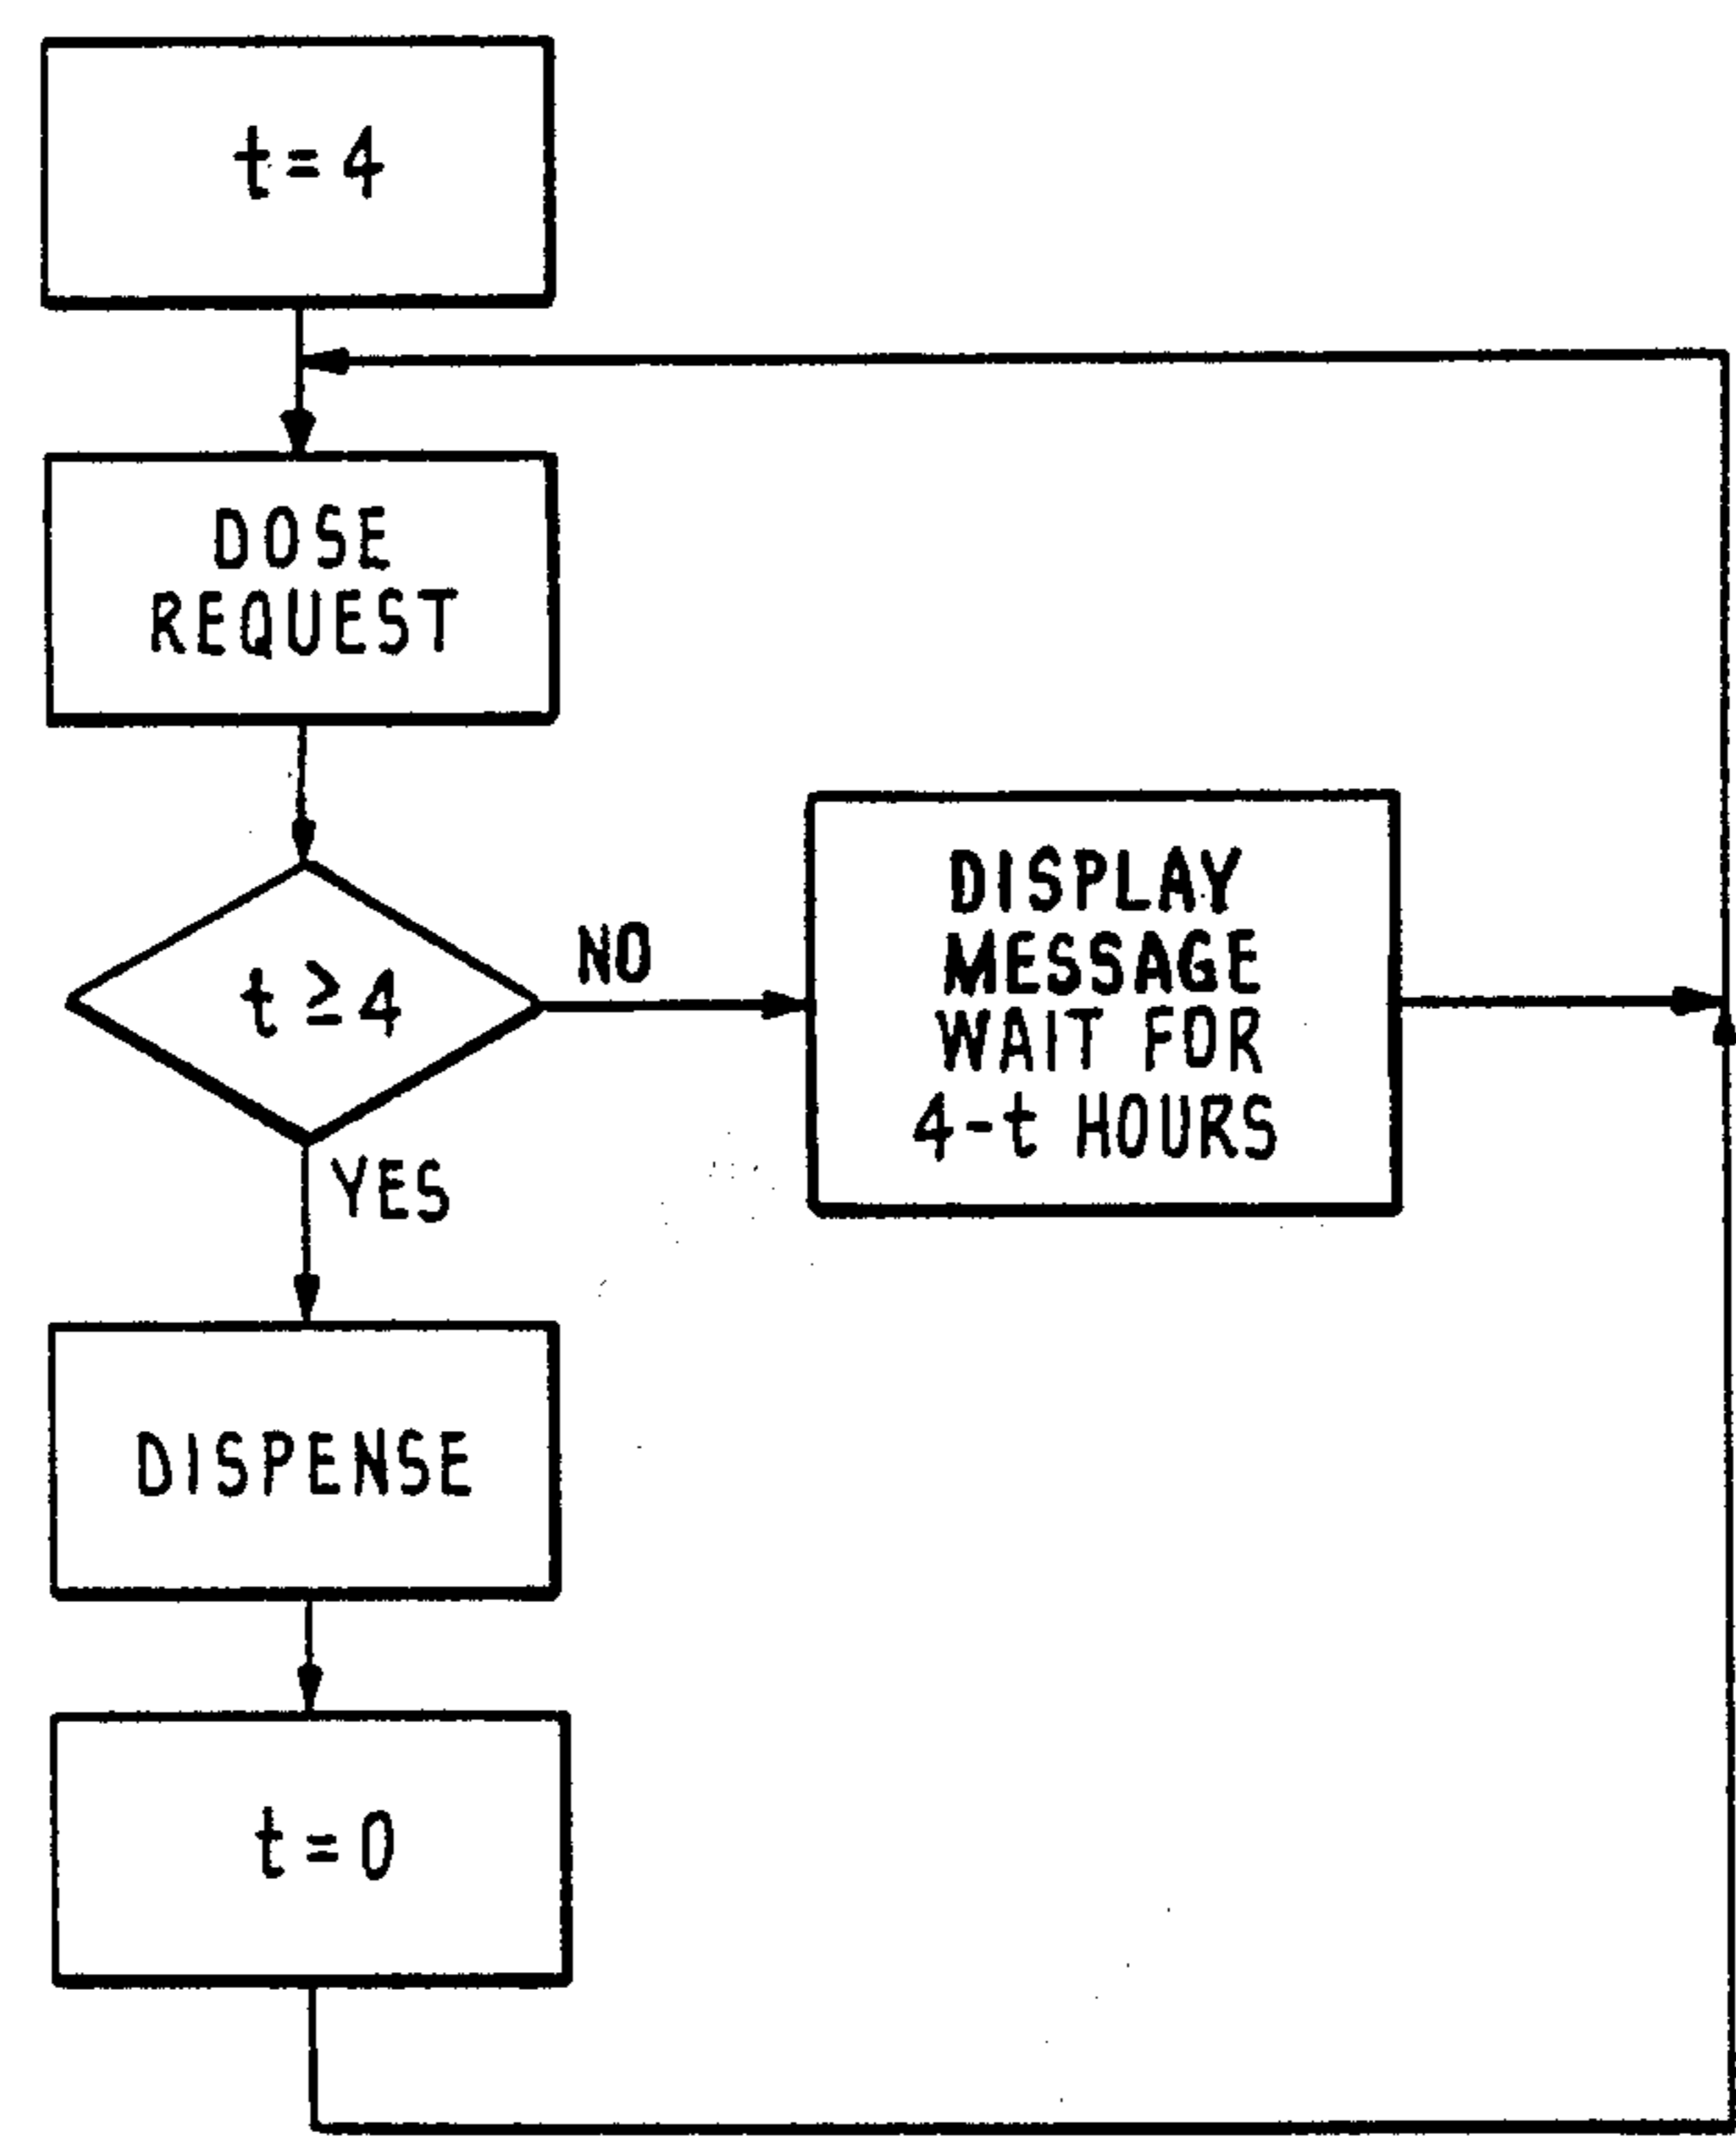 t=4
DOSE
REQUEST
t≥4
NO
DISPLAY
MESSAGE
WAIT FOR
4-t HOURS
YES
DISPENSE
t=0